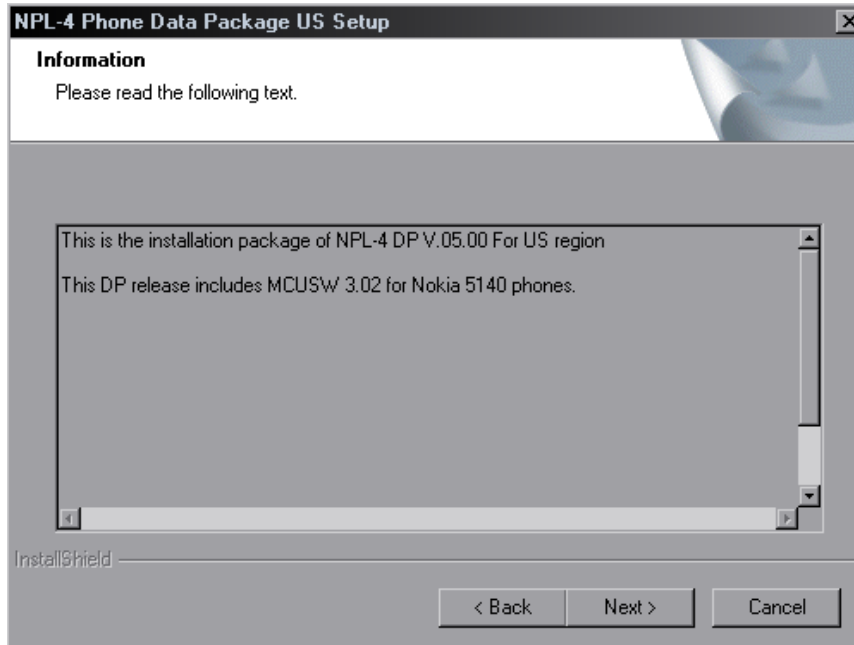 NPL-4 Phone Data Package US Setup
Information
Please read the following text.
This is the installation package of NPL-4 DP V.05.00 For US region
This DP release includes MCUSW 3.02 for Nokia 5140 phones.
InstallShield
< Back
Next >
Cancel